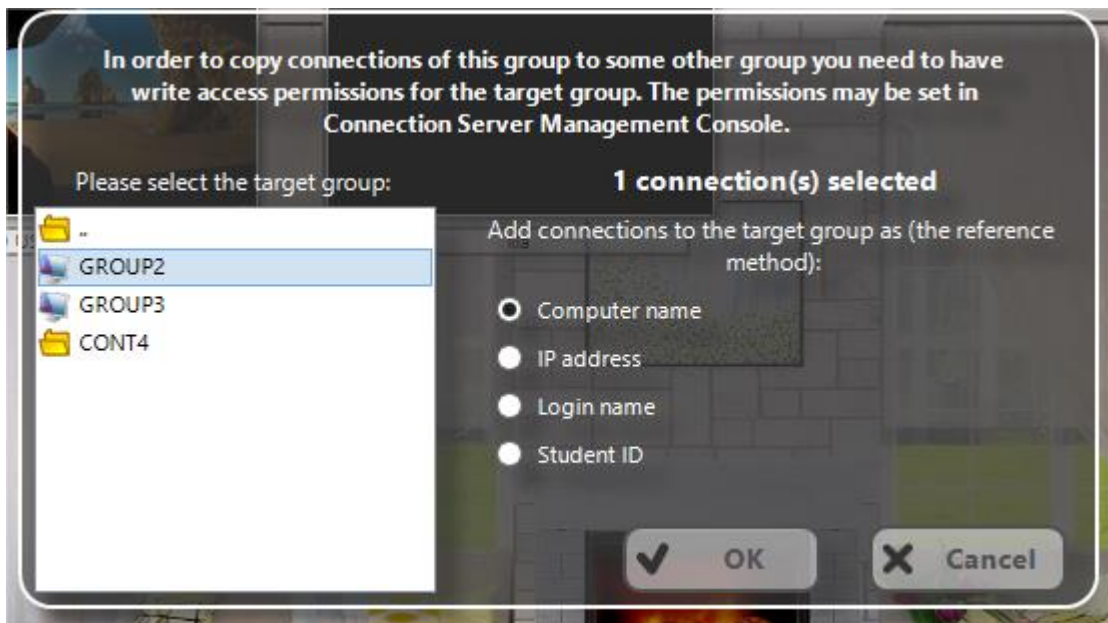 In order to copy connections of this group to some other group you need to have
write access permissions for the target group. The permissions may be set in
Connection Server Management Console.
Please select the target group:
..
GROUP2
GROUP3
CONT4
1 connection(s) selected
Add connections to the target group as (the reference
method):
Computer name
IP address
Login name
Student ID
OK
Cancel